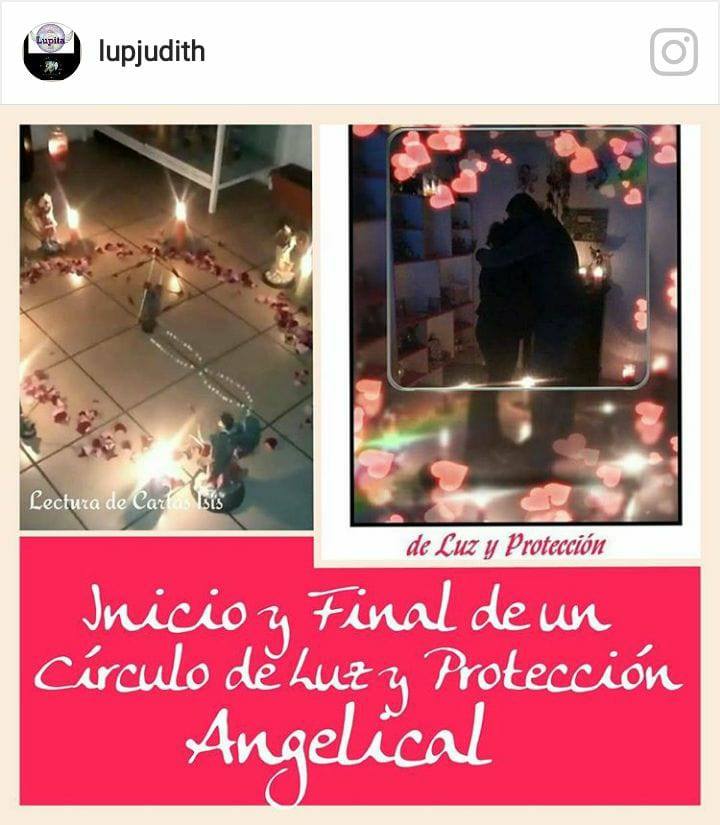 Lupita
lupjudith
Lectura de Cartas Isis
de Luz y Protección
Inicio y Final de un
Círculo de Luz y Protección
Angelical